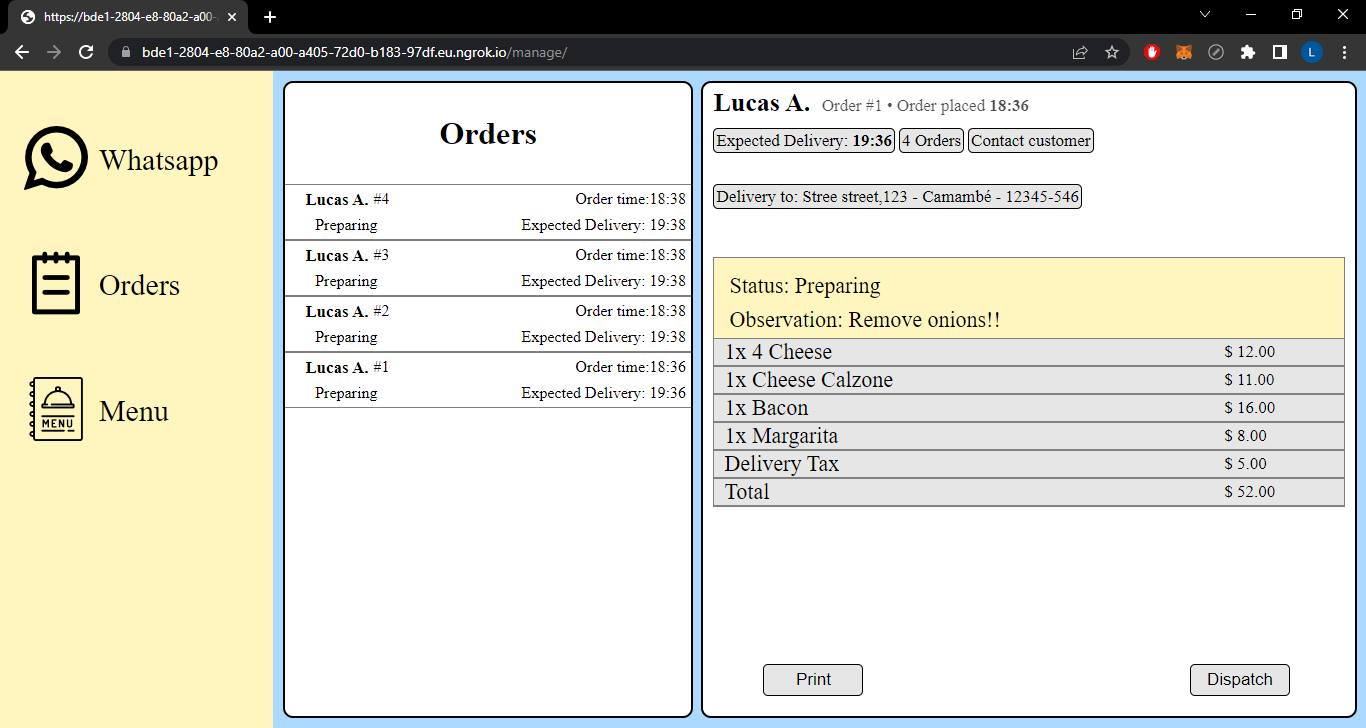 https://bde1-2804-e8-80a2-a00-
bde1-2804-e8-80a2-a00-a405-72d0-b183-97df.eu.ngrok.io/manage/
L
Whatsapp
Orders
MENU
Menu
Orders
Lucas A. #4 Order time:18:38
Preparing Expected Delivery: 19:38
Lucas A. #3 Order time:18:38
Preparing Expected Delivery: 19:38
Lucas A. #2 Order time:18:38
Preparing Expected Delivery: 19:38
Lucas A. #1 Order time:18:36
Preparing Expected Delivery: 19:36
Lucas A. Order #1 • Order placed 18:36
Expected Delivery: 19:36 4 Orders Contact customer
Delivery to: Stree street,123 - Camambé - 12345-546
Status: Preparing
Observation: Remove onions!!
1x 4 Cheese $ 12.00
1x Cheese Calzone $ 11.00
1x Bacon $ 16.00
1x Margarita $ 8.00
Delivery Tax $ 5.00
Total $ 52.00
Print Dispatch